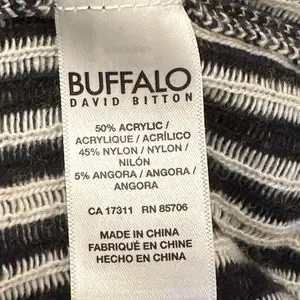 BUFFALO
DAVID BITTON
50% ACRYLIC /
ACRYLIQUE / ACRÍLICO
45% NYLON / NYLON /
NILÓN
5% ANGORA / ANGORA /
ANGORA
CA 17311 RN 85706
MADE IN CHINA
FABRIQUÉ EN CHINE
HECHO EN CHINA